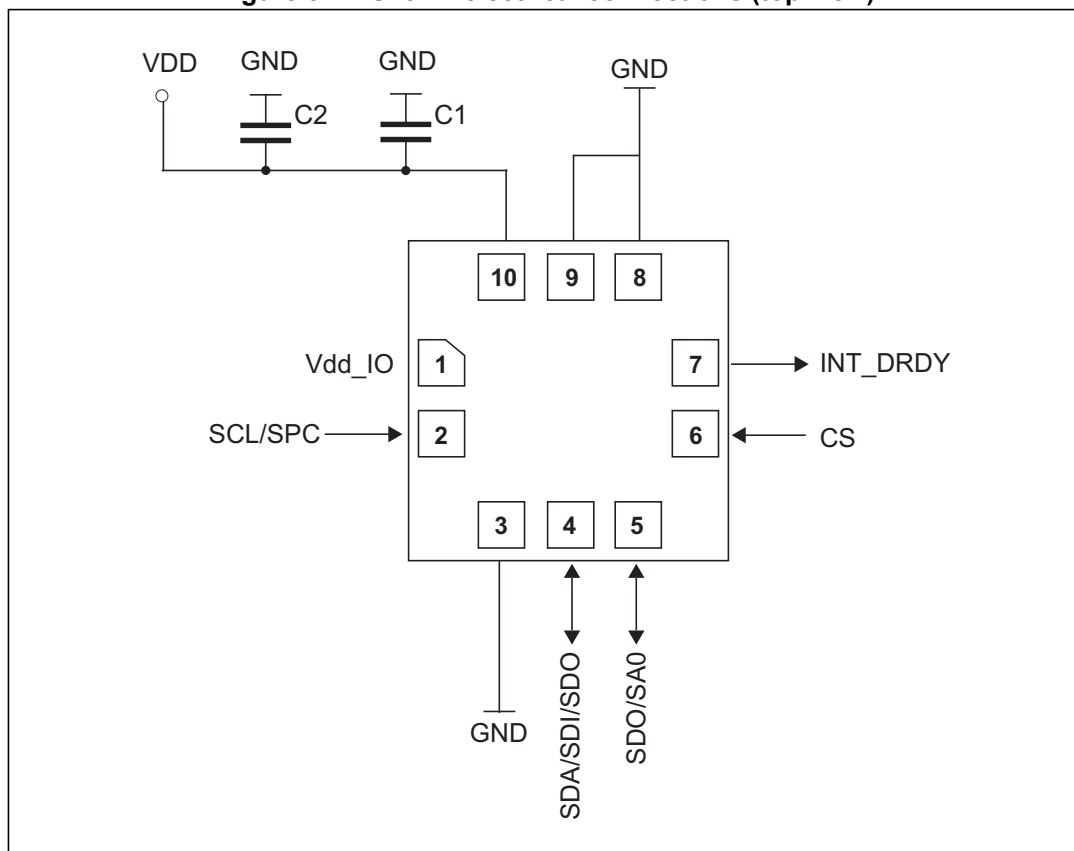 VDD GND GND GND
C2 C1
10 9 8
Vdd_IO 1 7 INT_DRDY
SCL/SPC 2 6 CS
3 4 5
GND
SDA/SDI/SDO
SDO/SA0